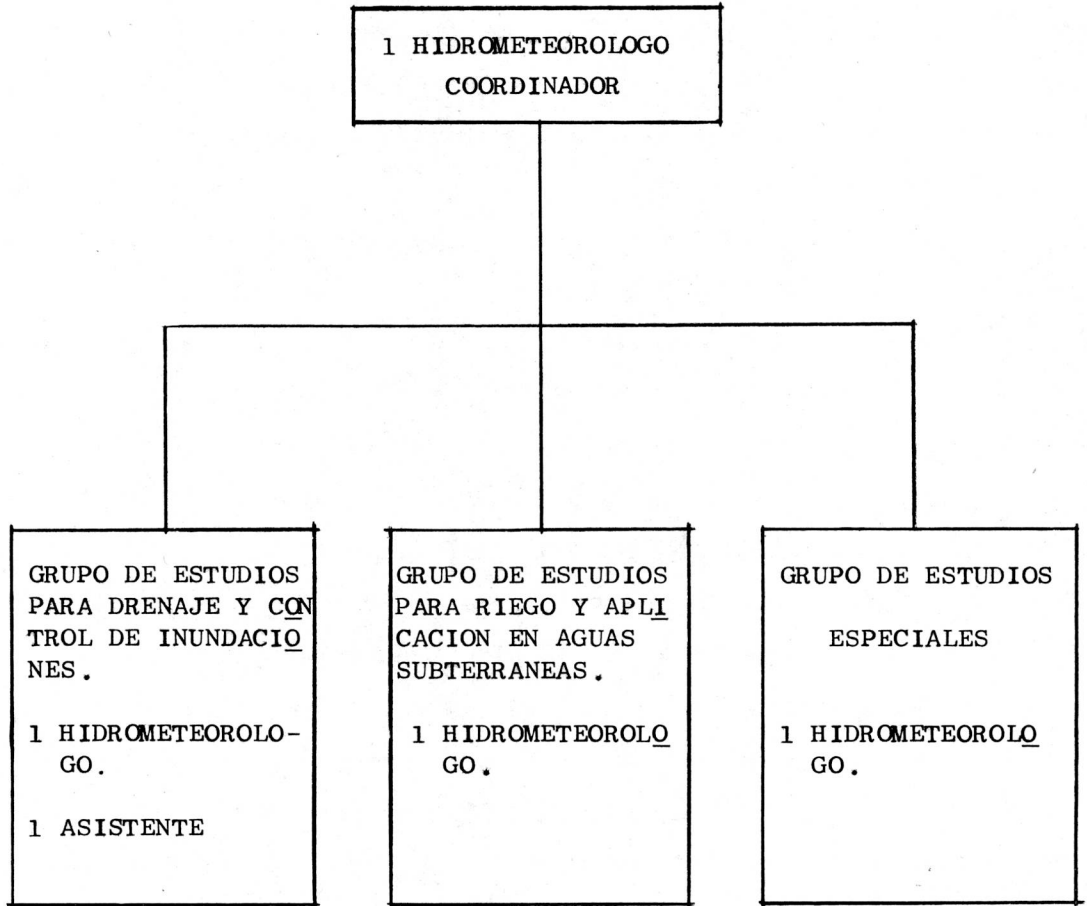 1 HIDROMETEOROLOGO
COORDINADOR
GRUPO DE ESTUDIOS
PARA DRENAJE Y CON
TROL DE INUNDACIO
NES.
1 HIDROMETEOROLO-
GO.
1 ASISTENTE
GRUPO DE ESTUDIOS
PARA RIEGO Y APLI
CACION EN AGUAS
SUBTERRANEAS.
1 HIDROMETEOROLO
GO.
GRUPO DE ESTUDIOS
ESPECIALES
1 HIDROMETEOROLO
GO.